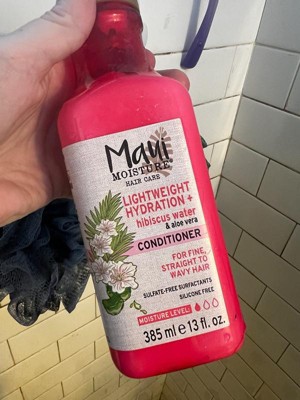 Maui
MOISTURE
HAIR CARE
LIGHTWEIGHT
HYDRATION +
hibiscus water
& aloe vera
CONDITIONER
FOR FINE,
STRAIGHT TO
WAVY HAIR
SULFATE-FREE SURFACTANTS
SILICONE FREE
MOISTURE LEVEL:
385 ml e 13 fl. oz.